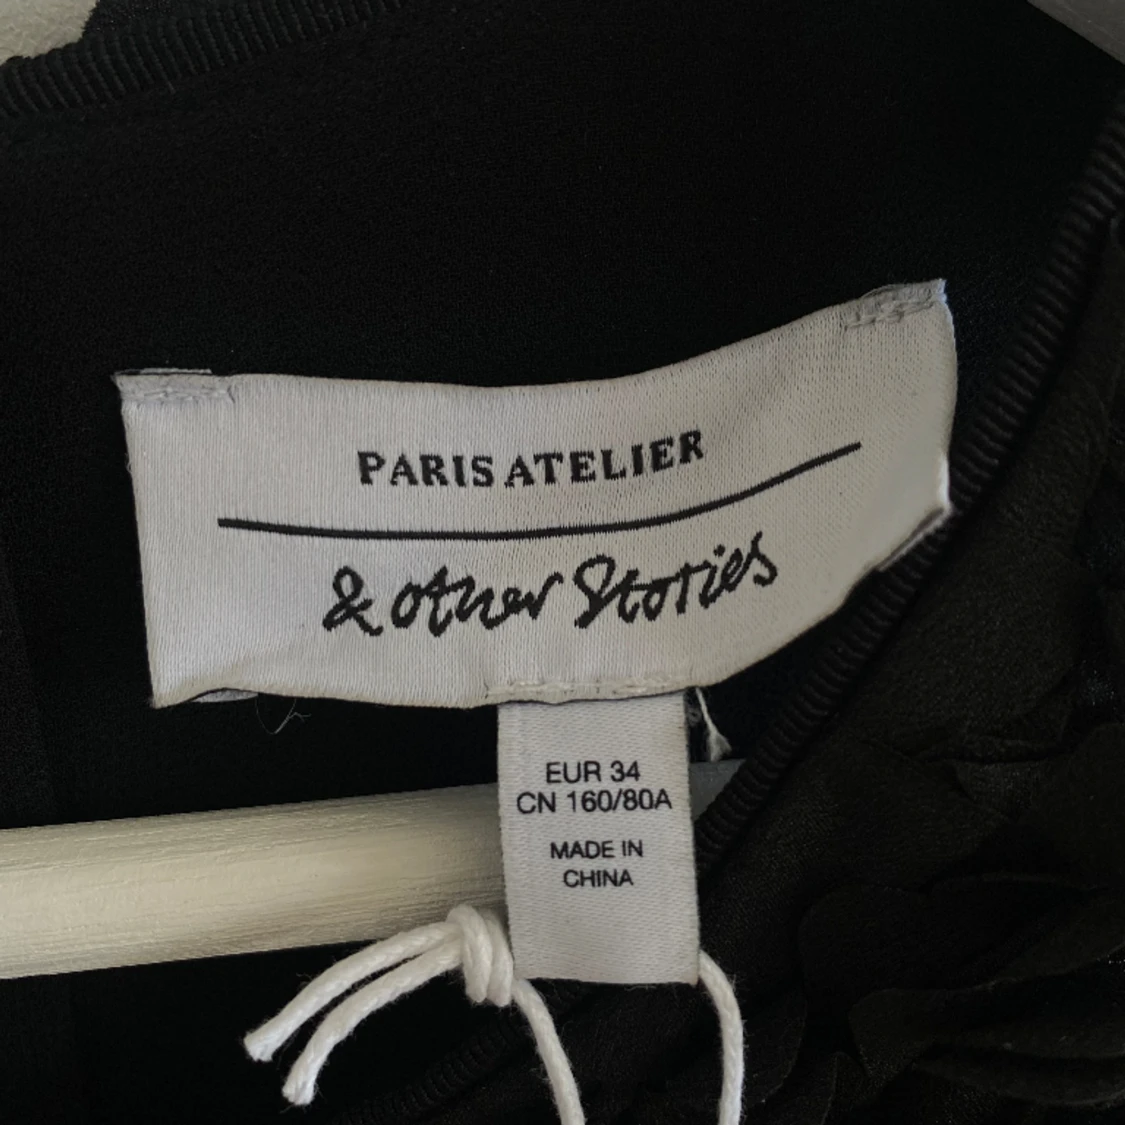 PARIS ATELIER
& other Stories
EUR 34
CN 160/80A
MADE IN
CHINA